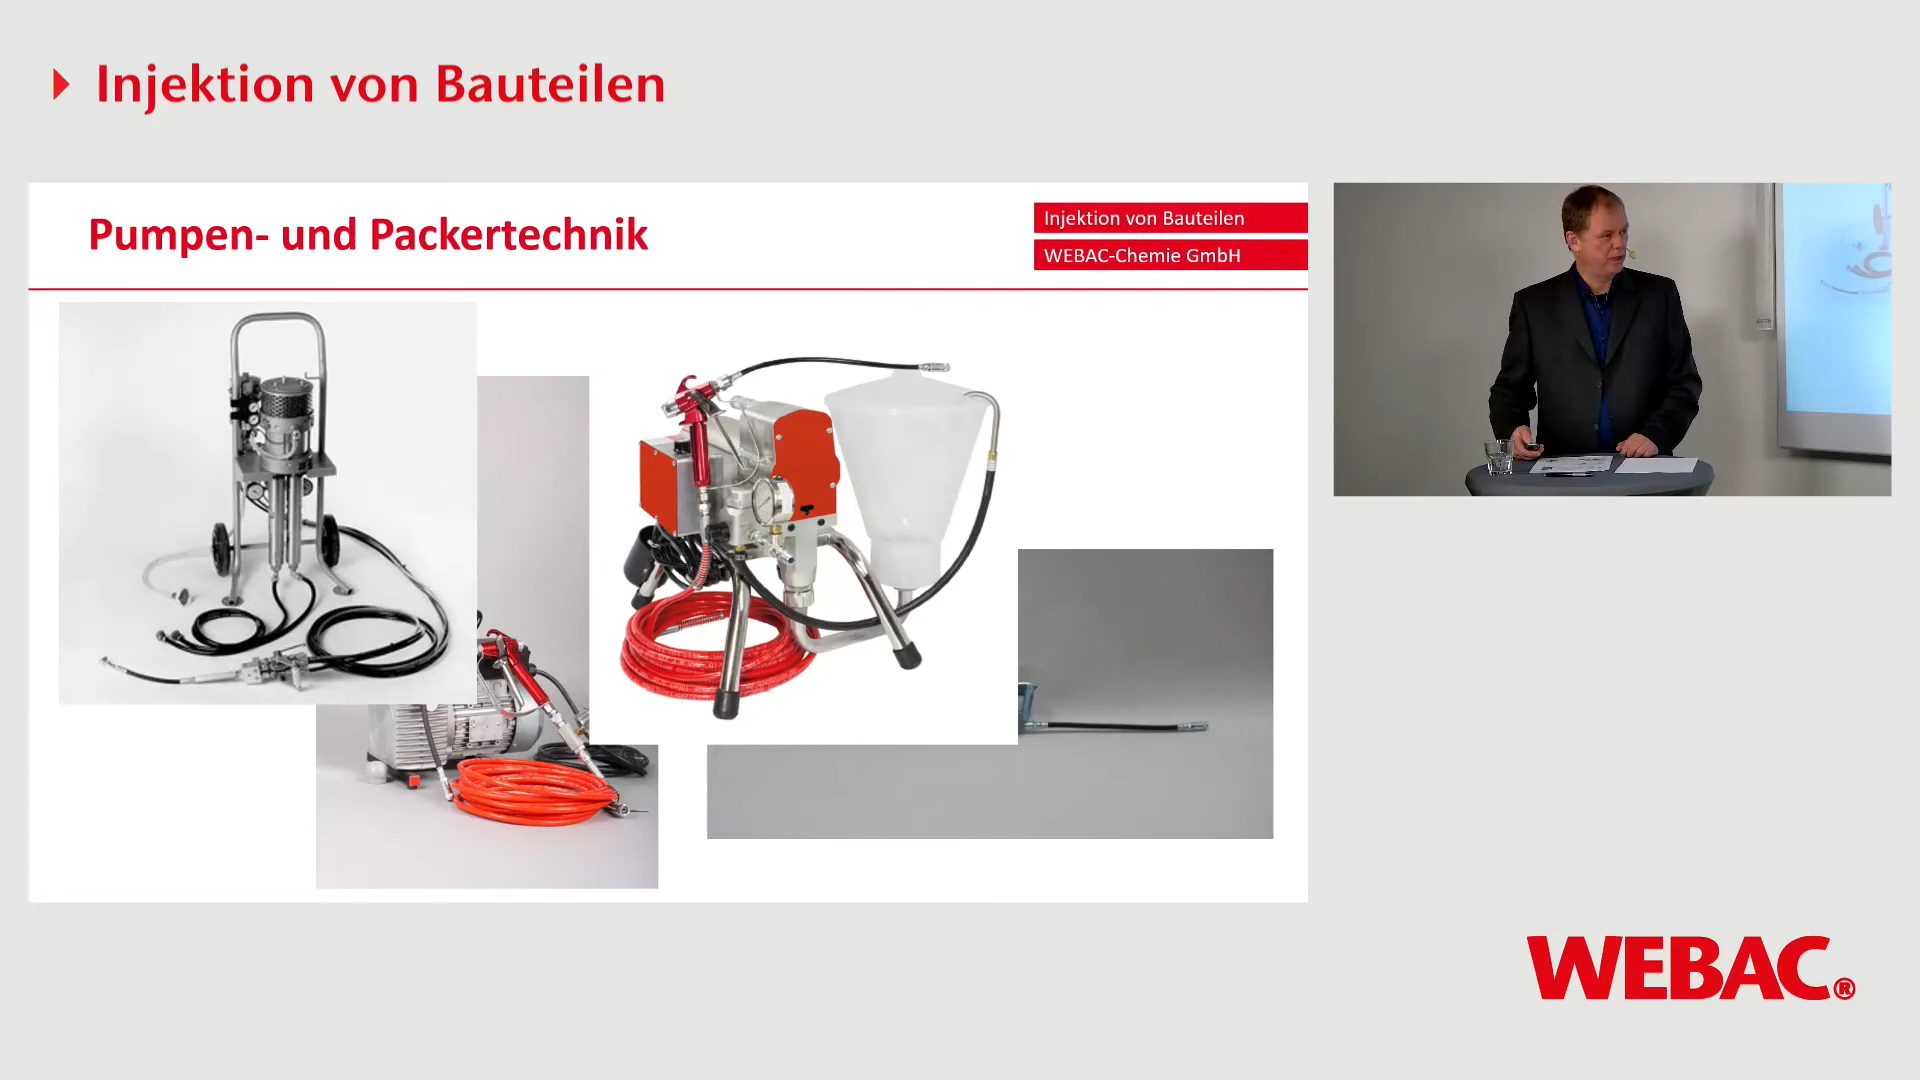 Injektion von Bauteilen
Pumpen- und Packertechnik
Injektion von Bauteilen
WEBAC-Chemie GmbH
WEBAC®